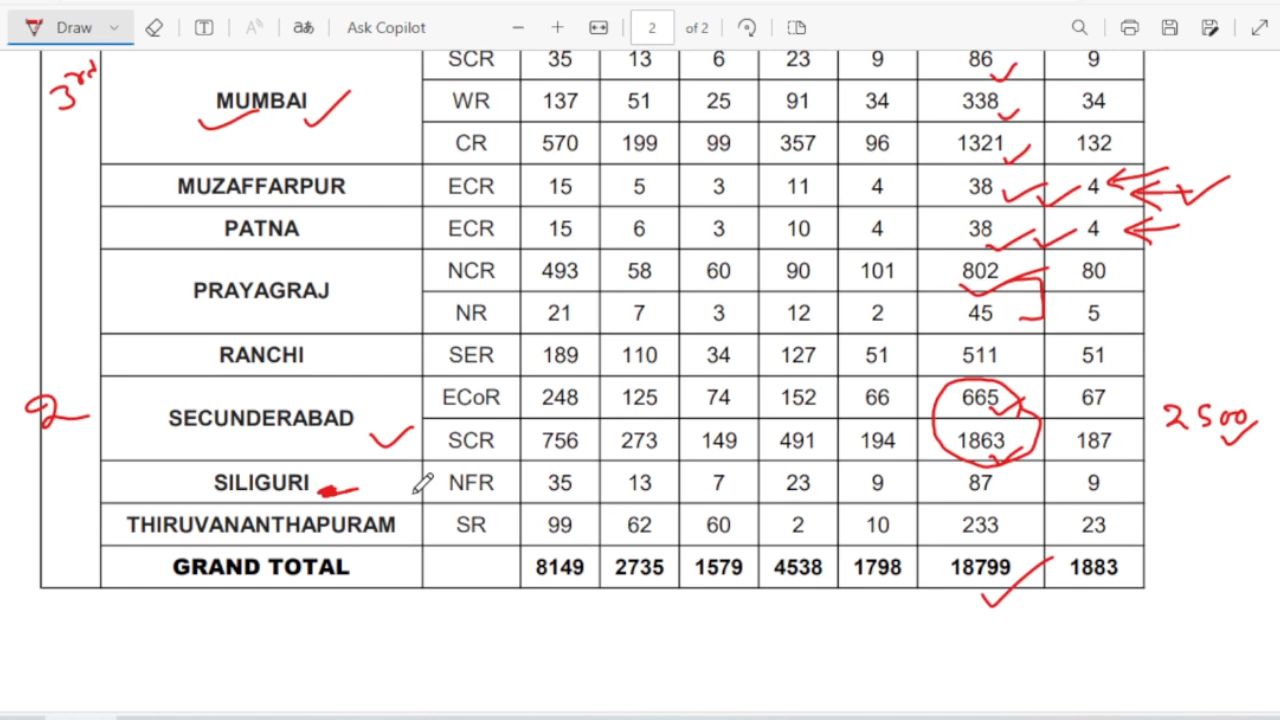 Draw aあ Ask Copilot 2 of 2
3rd
SCR 35 13 6 23 9 86 9
MUMBAI WR 137 51 25 91 34 338 34
CR 570 199 99 357 96 1321 132
MUZAFFARPUR ECR 15 5 3 11 4 38 4
PATNA ECR 15 6 3 10 4 38 4
PRAYAGRAJ NCR 493 58 60 90 101 802 80
NR 21 7 3 12 2 45 5
RANCHI SER 189 110 34 127 51 511 51
2 SECUNDERABAD ECoR 248 125 74 152 66 665 67
2500
SCR 756 273 149 491 194 1863 187
SILIGURI NFR 35 13 7 23 9 87 9
THIRUVANANTHAPURAM SR 99 62 60 2 10 233 23
GRAND TOTAL 8149 2735 1579 4538 1798 18799 1883